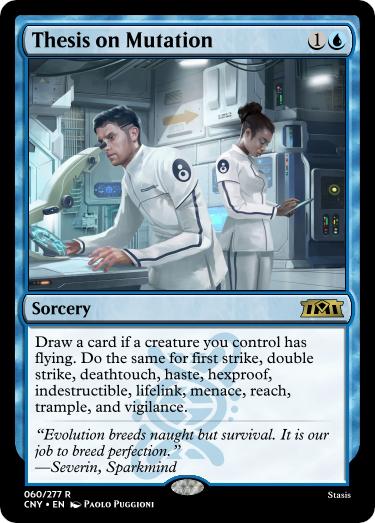 Thesis on Mutation 1
Sorcery
Draw a card if a creature you control has
flying. Do the same for first strike, double
strike, deathtouch, haste, hexproof,
indestructible, lifelink, menace, reach,
trample, and vigilance.
“Evolution breeds naught but survival. It is our
job to breed perfection.”
—Severin, Sparkmind
060/277 R
Stasis
CNY • EN Paolo Puggioni